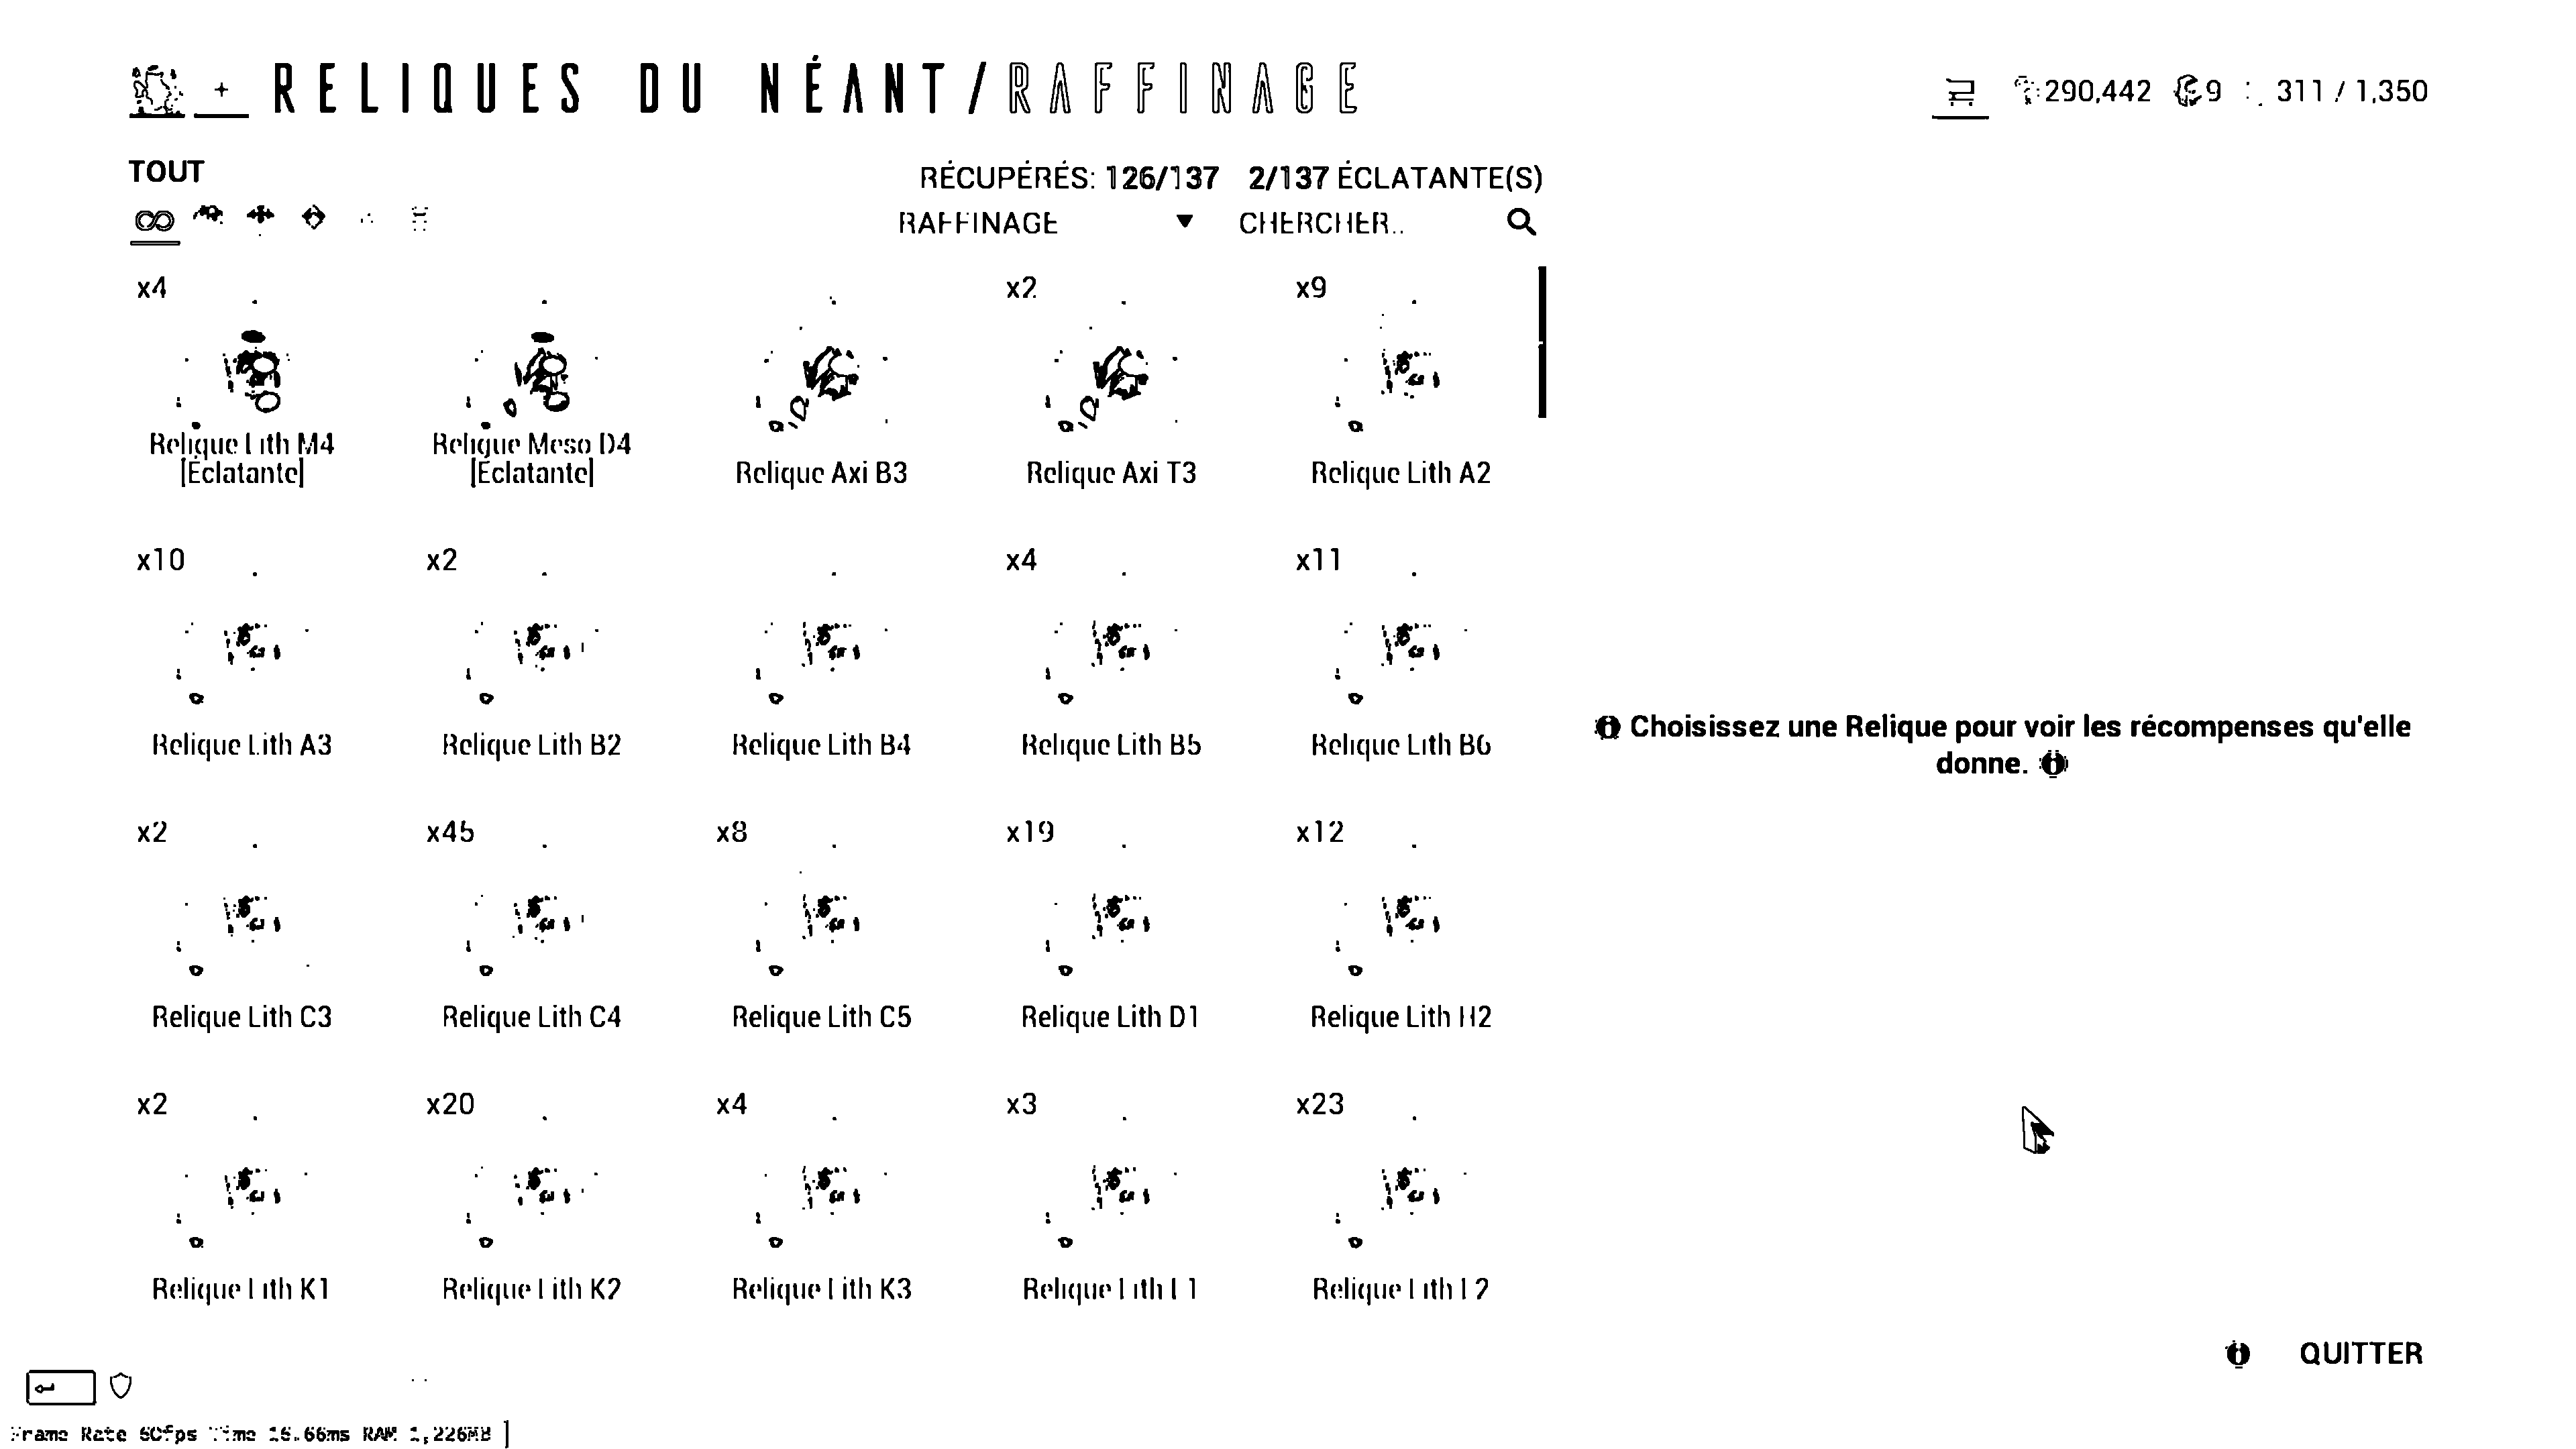 RELIQUES DU NÉANT/RAFFINAGE
290,442 9 311 / 1,350
TOUT
RÉCUPÉRÉS: 126/137 2/137 ÉCLATANTE(S)
RAFFINAGE CHERCHER..
x4 x2 x9
Relique Lith M4
[Éclatante]
Relique Meso D4
[Éclatante]
Relique Axi B3
Relique Axi T3
Relique Lith A2
x10 x2 x4 x11
Relique Lith A3
Relique Lith B2
Relique Lith B4
Relique Lith B5
Relique Lith B6
Choisissez une Relique pour voir les récompenses qu'elle
donne.
x2 x45 x8 x19 x12
Relique Lith C3
Relique Lith C4
Relique Lith C5
Relique Lith D1
Relique Lith H2
x2 x20 x4 x3 x23
Relique Lith K1
Relique Lith K2
Relique Lith K3
Relique Lith L1
Relique Lith L2
QUITTER
Frame Rate 60fps Time 16.66ms RAM 1,226MB